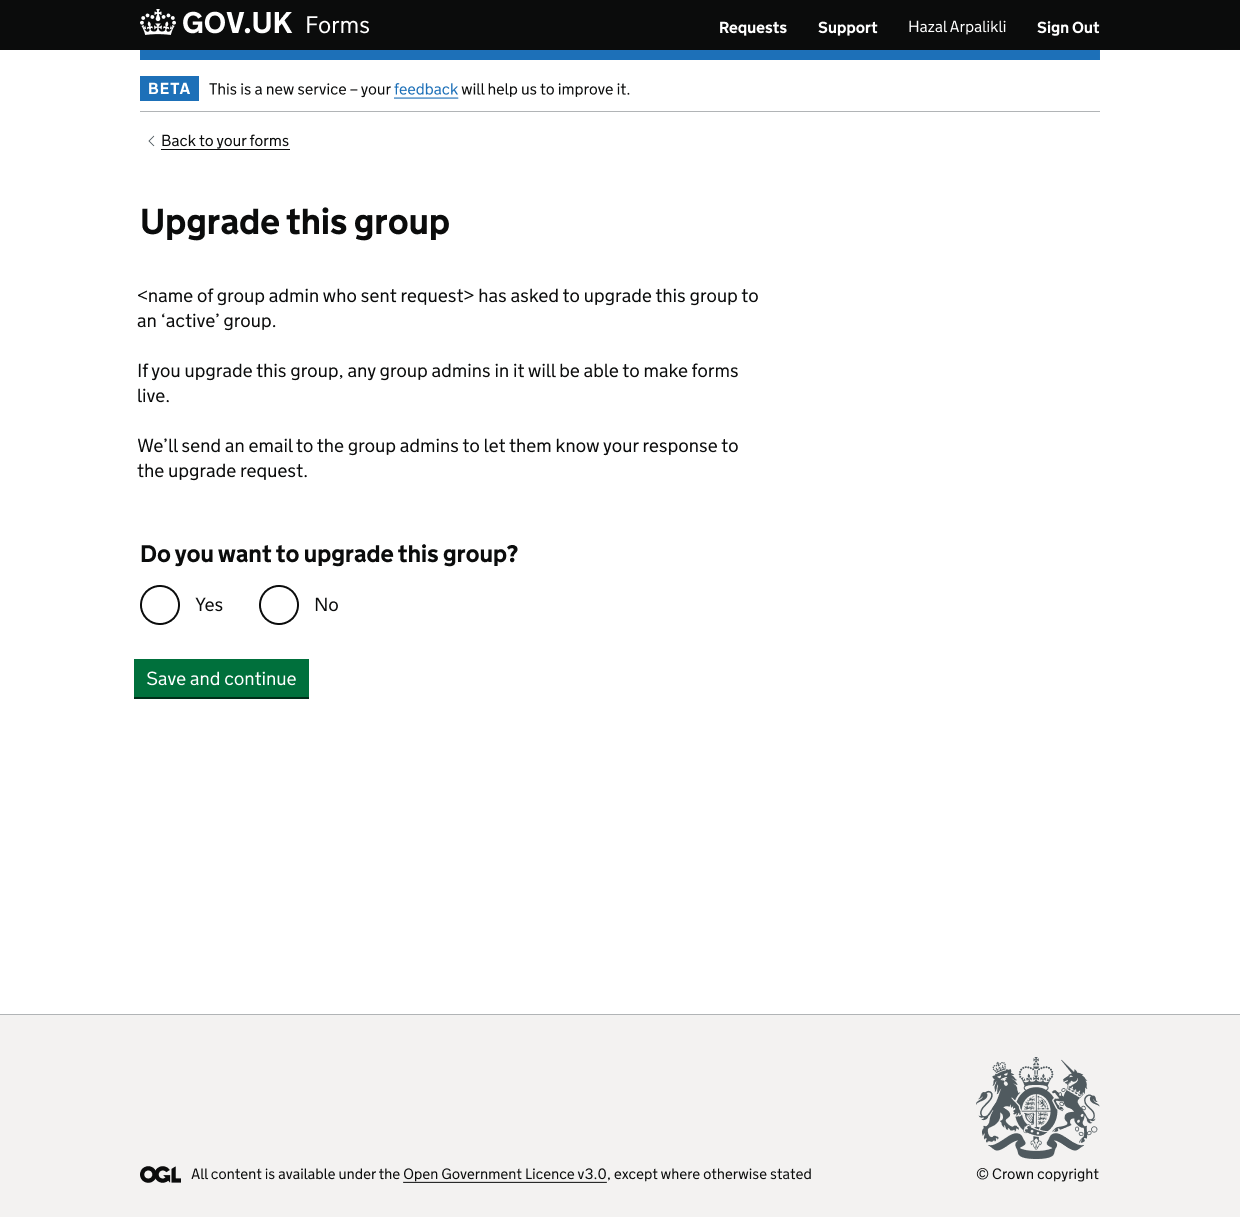 GOV.UK Forms Requests Support Hazal Arpalikli Sign Out
BETA This is a new service – your feedback will help us to improve it.
Back to your forms
Upgrade this group
<name of group admin who sent request> has asked to upgrade this group to
an ‘active’ group.
If you upgrade this group, any group admins in it will be able to make forms
live.
We’ll send an email to the group admins to let them know your response to
the upgrade request.
Do you want to upgrade this group?
Yes No
Save and continue
OGL All content is available under the Open Government Licence v3.0, except where otherwise stated
© Crown copyright